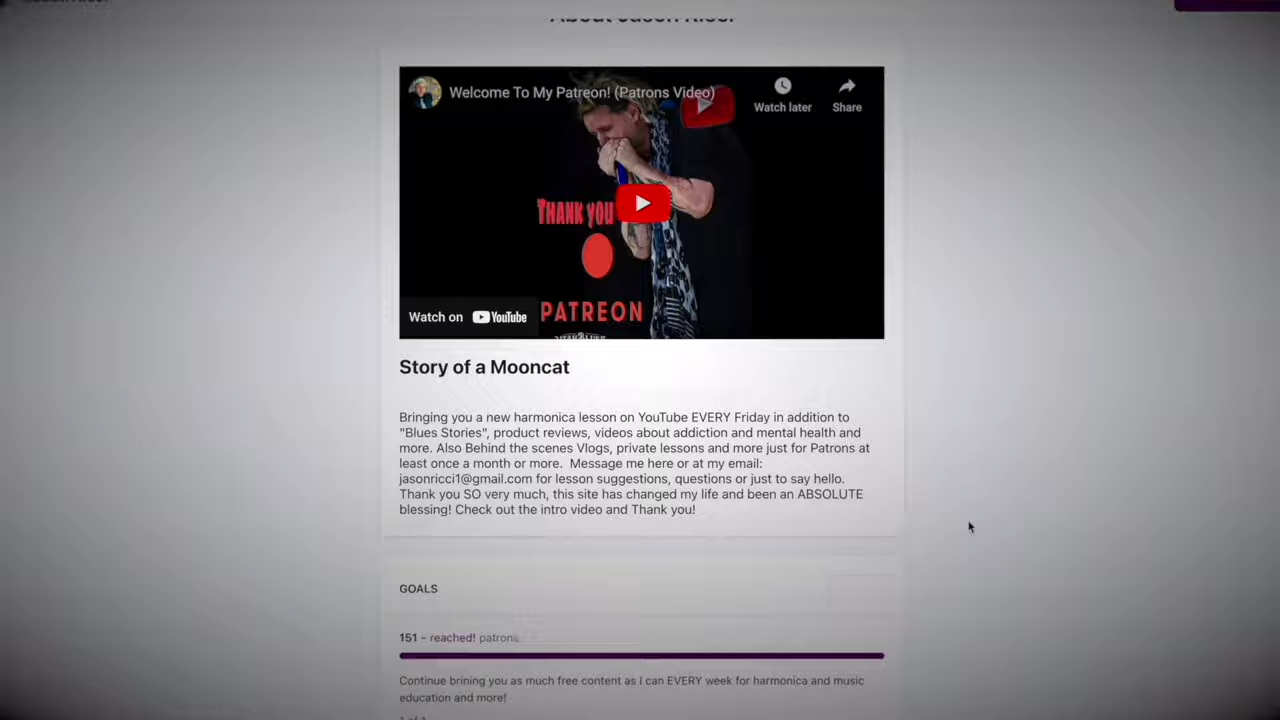 About Jason Ricci
Welcome To My Patreon! (Patrons Video)
Watch later
Share
THANK YOU
PATREON
Watch on YouTube
Story of a Mooncat
Bringing you a new harmonica lesson on YouTube EVERY Friday in addition to
"Blues Stories", product reviews, videos about addiction and mental health and
more. Also Behind the scenes Vlogs, private lessons and more just for Patrons at
least once a month or more.  Message me here or at my email:
jasonricci1@gmail.com for lesson suggestions, questions or just to say hello.
Thank you SO very much, this site has changed my life and been an ABSOLUTE
blessing! Check out the intro video and Thank you!
GOALS
151 – reached! patrons
Continue brining you as much free content as I can EVERY week for harmonica and music
education and more!